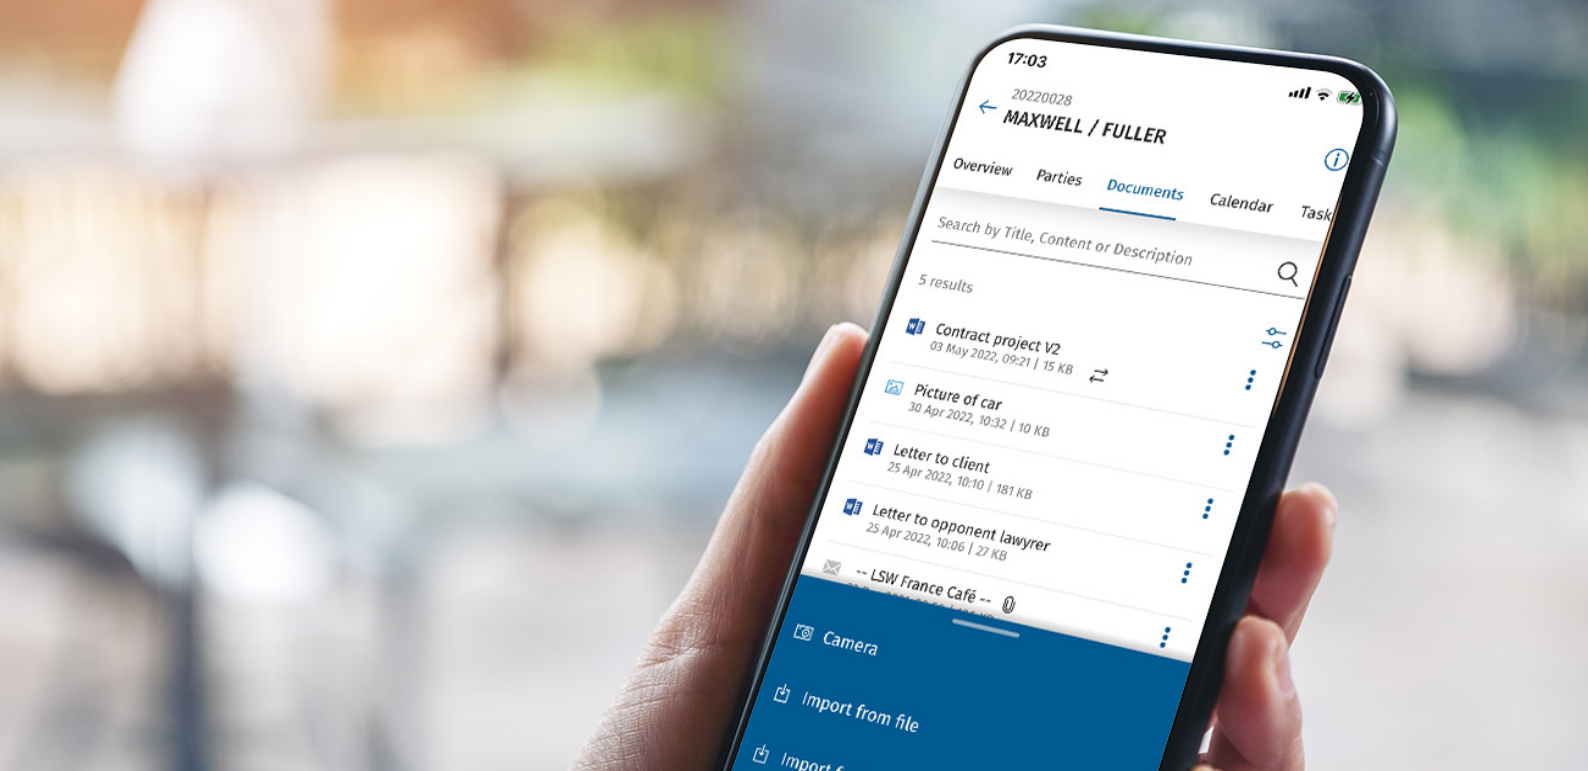 17:03
20220028
MAXWELL / FULLER
Overview Parties Documents Calendar Task
Search by Title, Content or Description
5 results
Contract project V2
03 May 2022, 09:21 | 15 KB
Picture of car
30 Apr 2022, 10:32 | 10 KB
Letter to client
25 Apr 2022, 10:10 | 181 KB
Letter to opponent lawyrer
25 Apr 2022, 10:06 | 27 KB
-- LSW France Café --
Camera
Import from file
Import